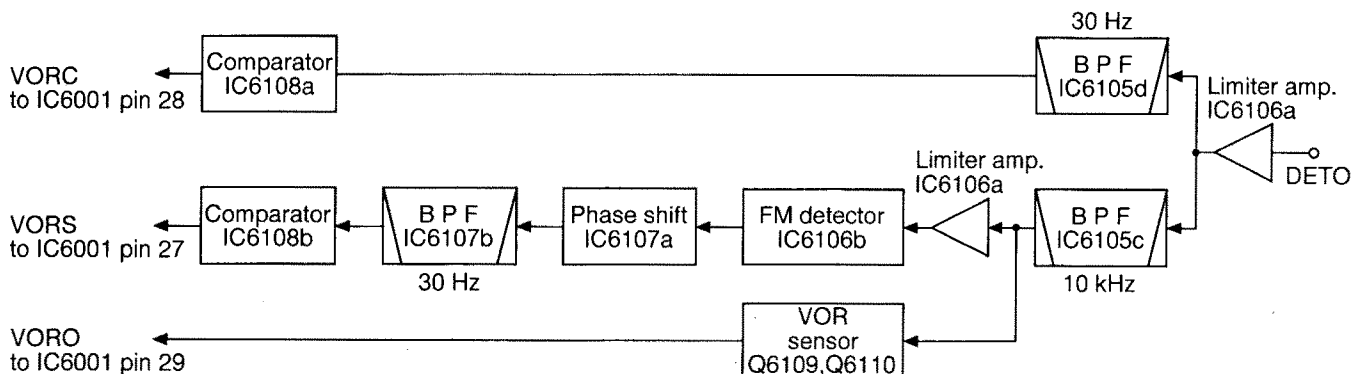 30 Hz
VORC
to IC6001 pin 28
Comparator
IC6108a
B P F
IC6105d
Limiter amp.
IC6106a
DETO
VORS
to IC6001 pin 27
Comparator
IC6108b
B P F
IC6107b
30 Hz
Phase shift
IC6107a
FM detector
IC6106b
Limiter amp.
IC6106a
B P F
IC6105c
10 kHz
VORO
to IC6001 pin 29
VOR
sensor
Q6109,Q6110